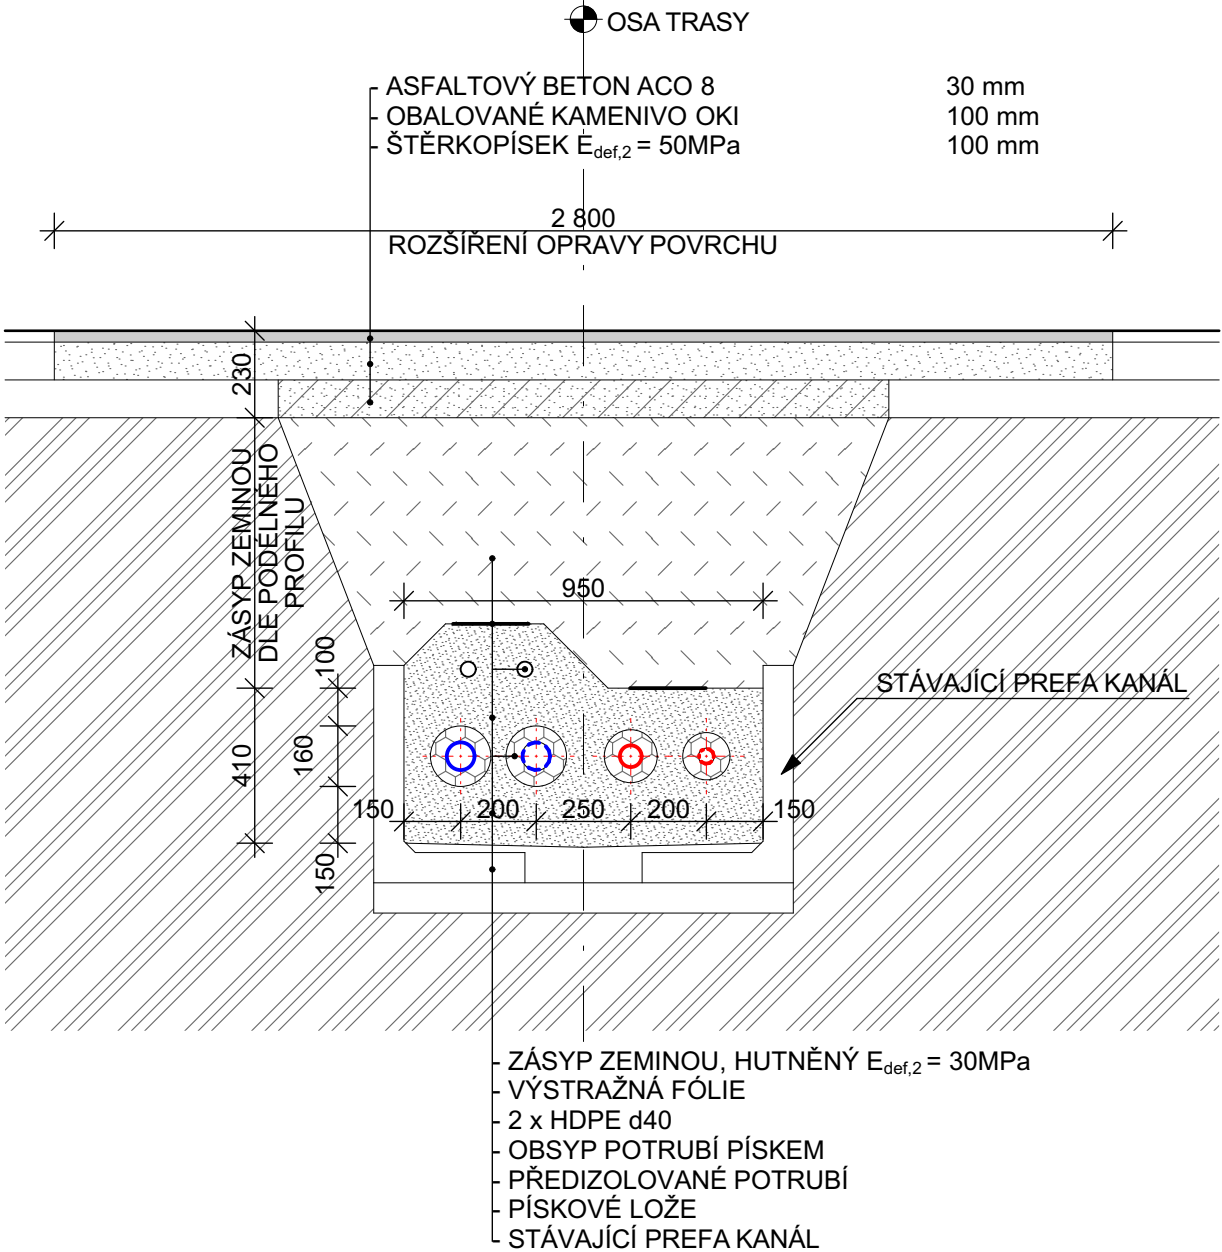 OSA TRASY
ASFALTOVÝ BETON ACO 8 30 mm
OBALOVANÉ KAMENIVO OKI 100 mm
ŠTĚRKOPÍSEK Edef,2 = 50MPa 100 mm
2 800
ROZŠÍŘENÍ OPRAVY POVRCHU
230
ZÁSYP ZEMINOU
DLE PODÉLNÉHO
PROFILU
950
100
STÁVAJÍCÍ PREFA KANÁL
410
160
150 200 250 200 150
150
- ZÁSYP ZEMINOU, HUTNĚNÝ Edef,2 = 30MPa
- VÝSTRAŽNÁ FÓLIE
- 2 x HDPE d40
- OBSYP POTRUBÍ PÍSKEM
- PŘEDIZOLOVANÉ POTRUBÍ
- PÍSKOVÉ LOŽE
- STÁVAJÍCÍ PREFA KANÁL